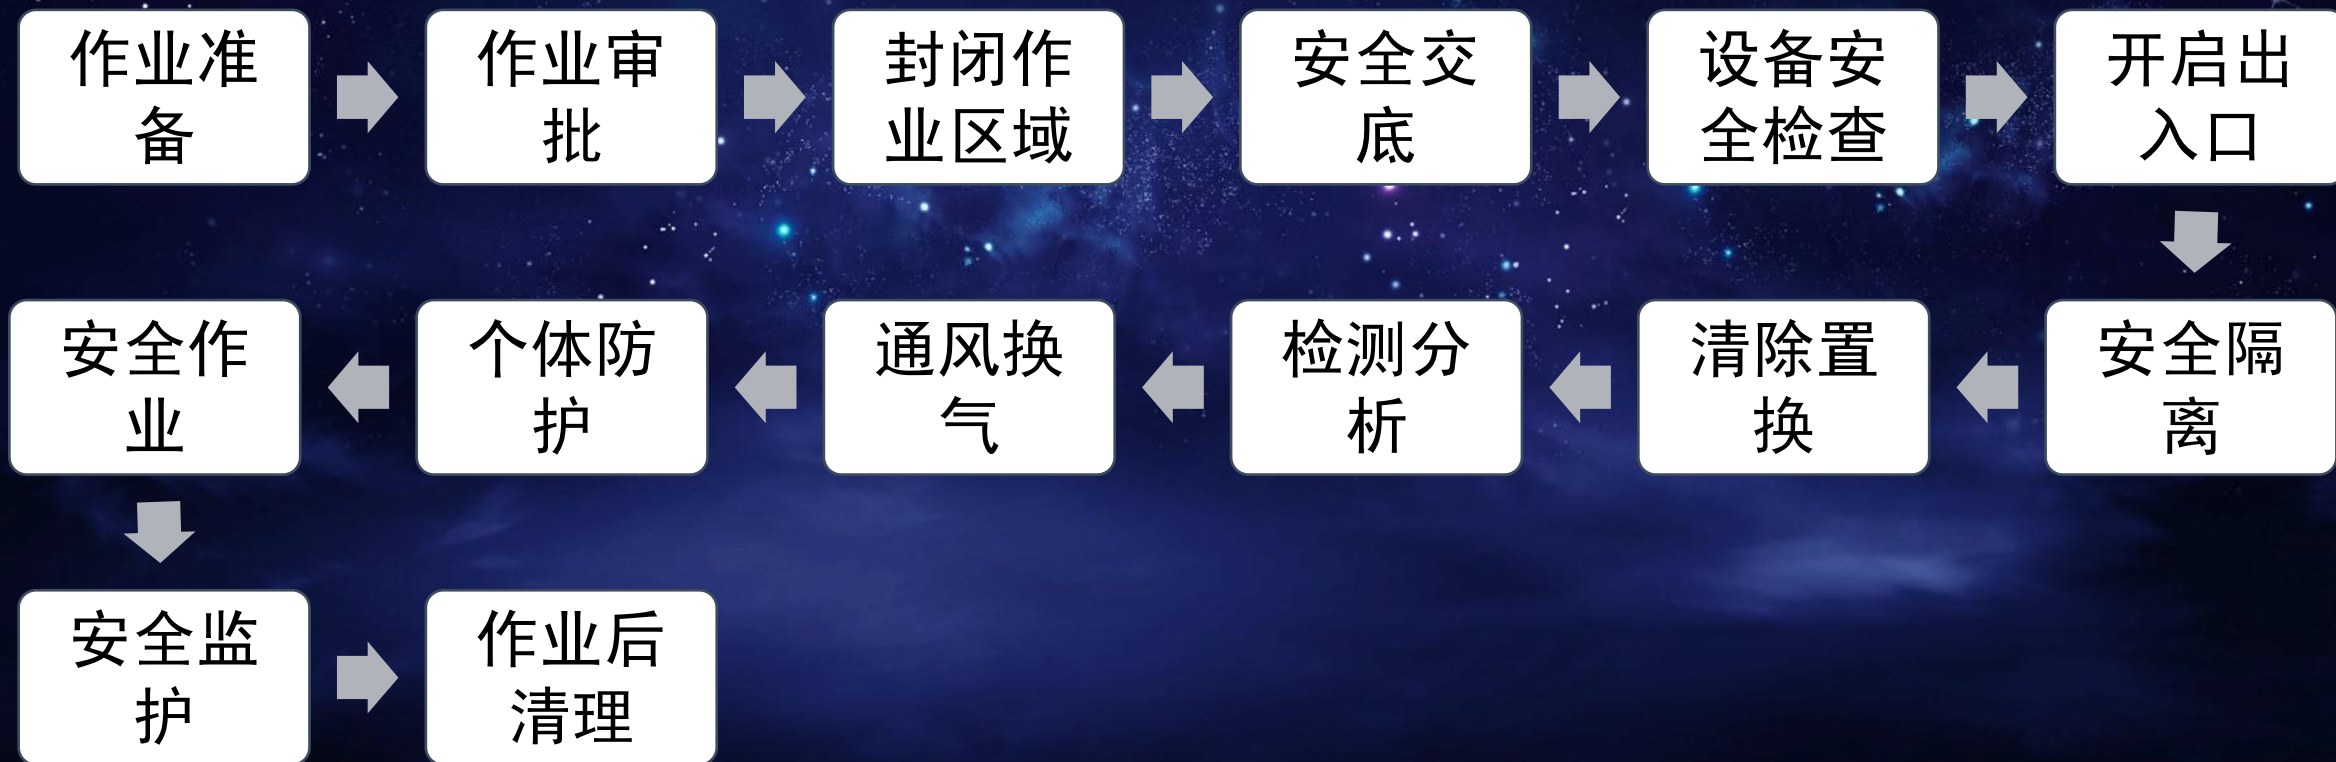 作业准
备
作业审
批
封闭作
业区域
安全交
底
设备安
全检查
开启出
入口
安全隔
离
清除置
换
检测分
析
通风换
气
个体防
护
安全作
业
安全监
护
作业后
清理